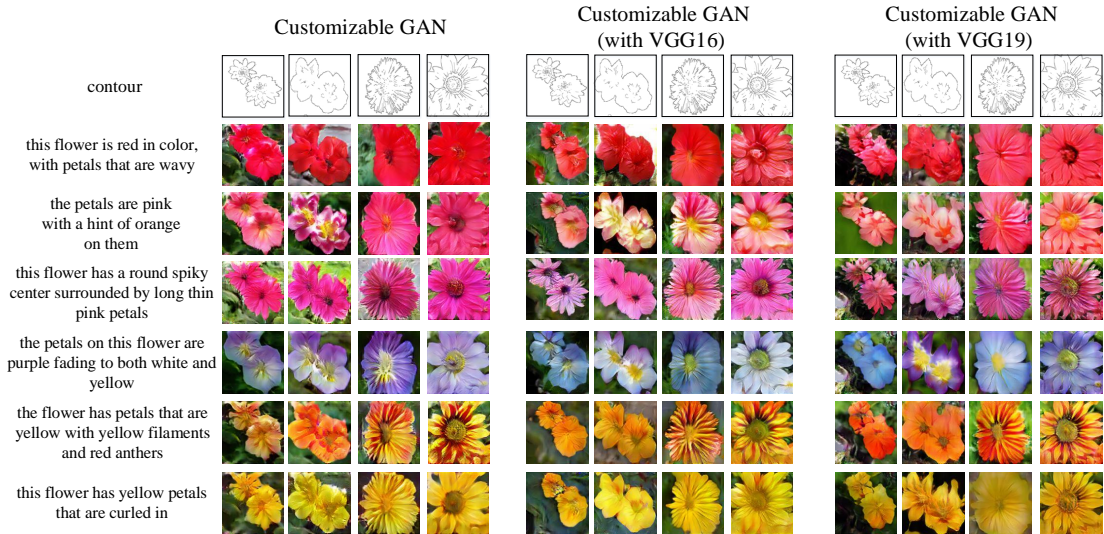 Customizable GAN
Customizable GAN
(with VGG16)
Customizable GAN
(with VGG19)
contour
this flower is red in color,
with petals that are wavy
the petals are pink
with a hint of orange
on them
this flower has a round spiky
center surrounded by long thin
pink petals
the petals on this flower are
purple fading to both white and
yellow
the flower has petals that are
yellow with yellow filaments
and red anthers
this flower has yellow petals
that are curled in